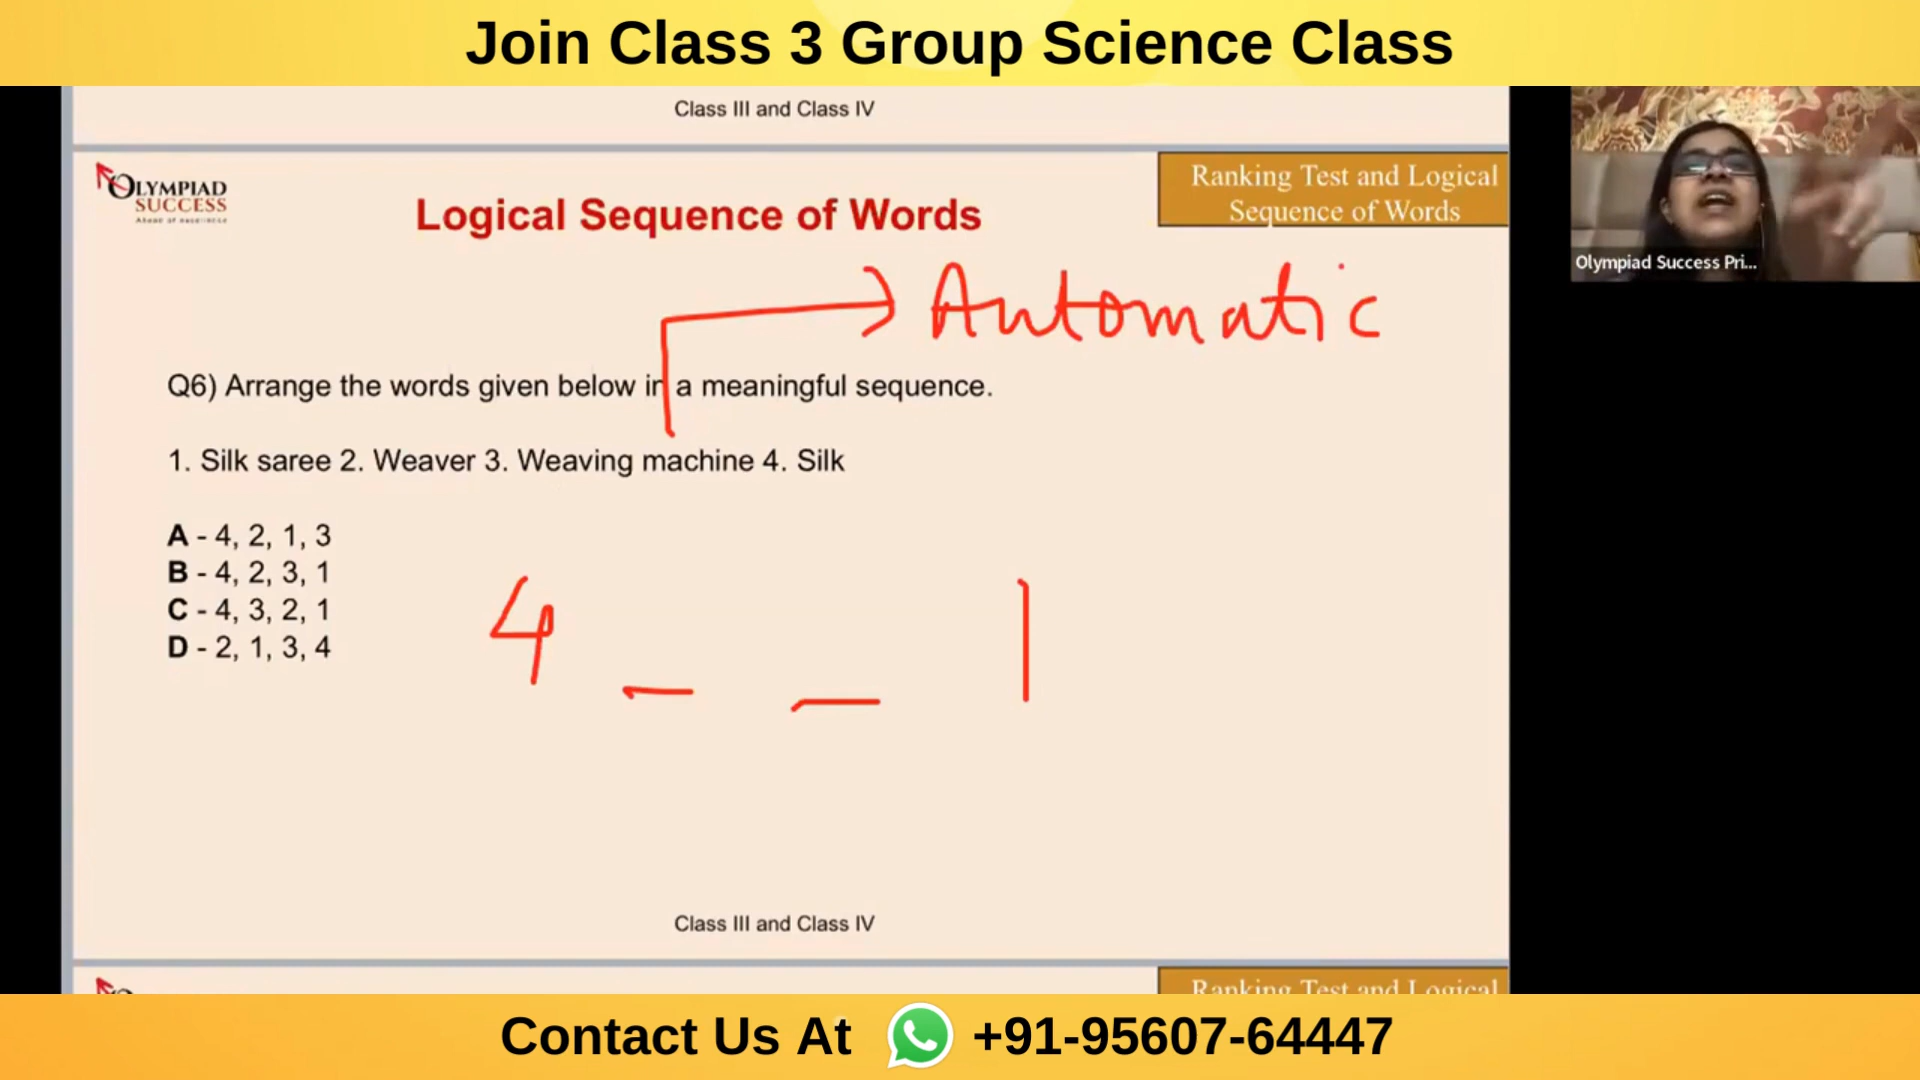 Join Class 3 Group Science Class
Class III and Class IV
OLYMPIAD
SUCCESS
Logical Sequence of Words
Ranking Test and Logical
Sequence of Words
Olympiad Success Pri...
Automatic
Q6) Arrange the words given below in a meaningful sequence.
1. Silk saree 2. Weaver 3. Weaving machine 4. Silk
A - 4, 2, 1, 3
B - 4, 2, 3, 1
C - 4, 3, 2, 1
D - 2, 1, 3, 4
4 _ _ 1
Class III and Class IV
Ranking Test and Logical
Contact Us At +91-95607-64447